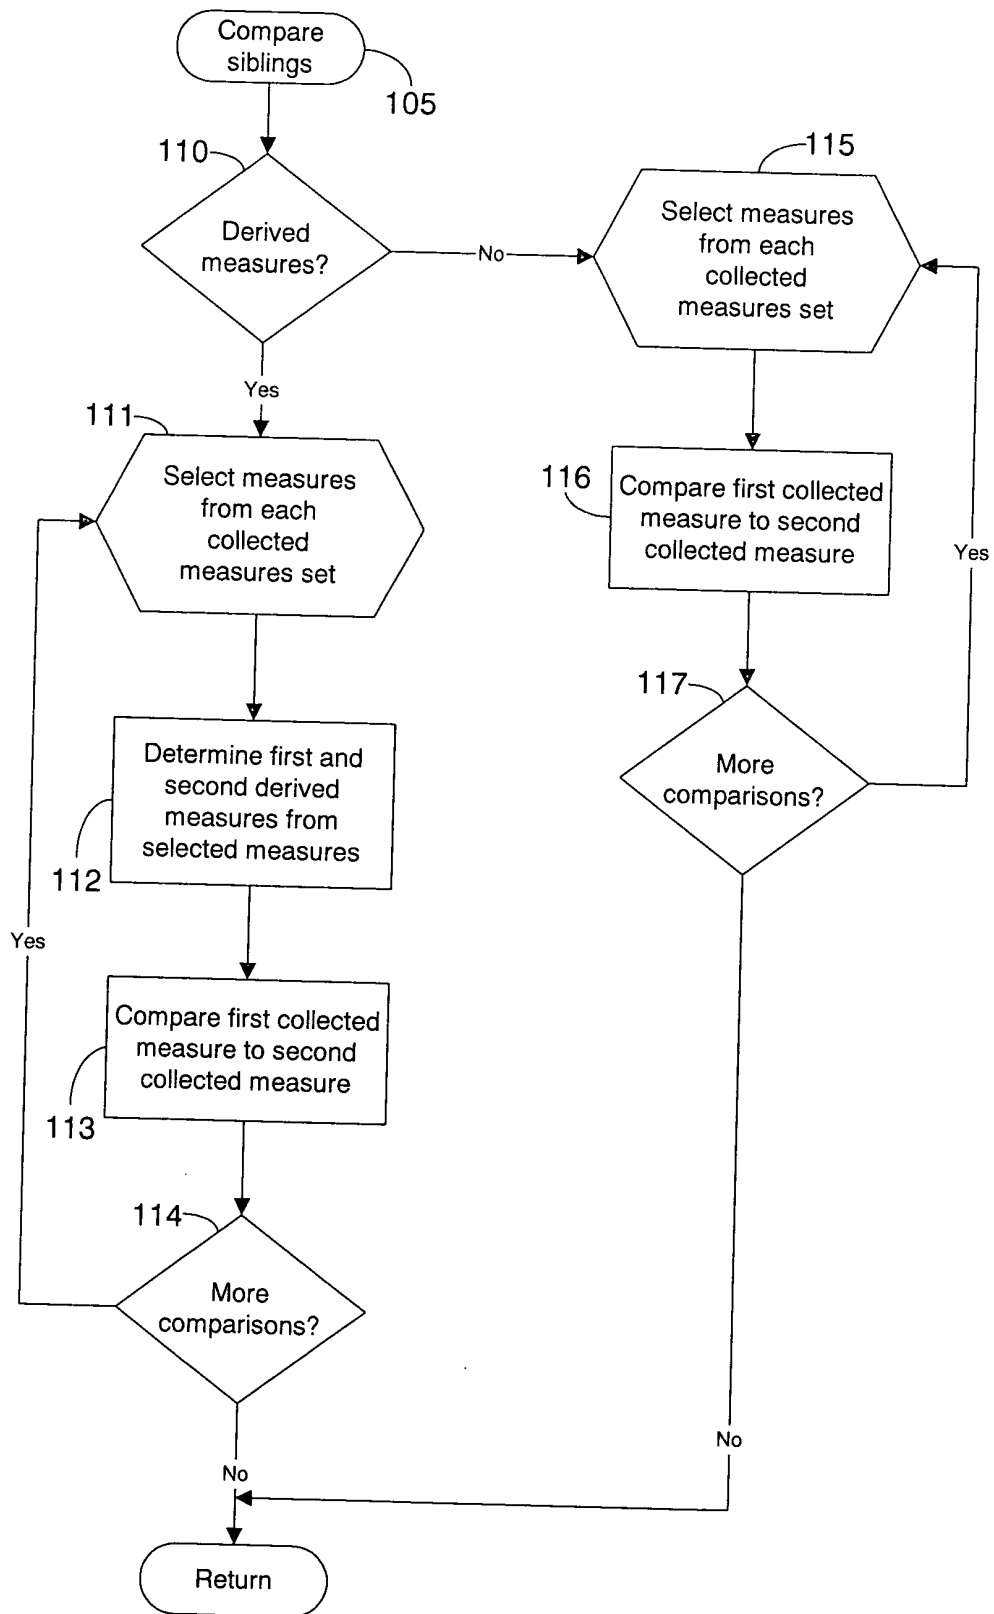 Compare
siblings
105
110
Derived
measures?
No
Yes
115
Select measures
from each
collected
measures set
116
Compare first collected
measure to second
collected measure
Yes
117
More
comparisons?
No
111
Select measures
from each
collected
measures set
112
Determine first and
second derived
measures from
selected measures
Yes
113
Compare first collected
measure to second
collected measure
114
More
comparisons?
No
Return